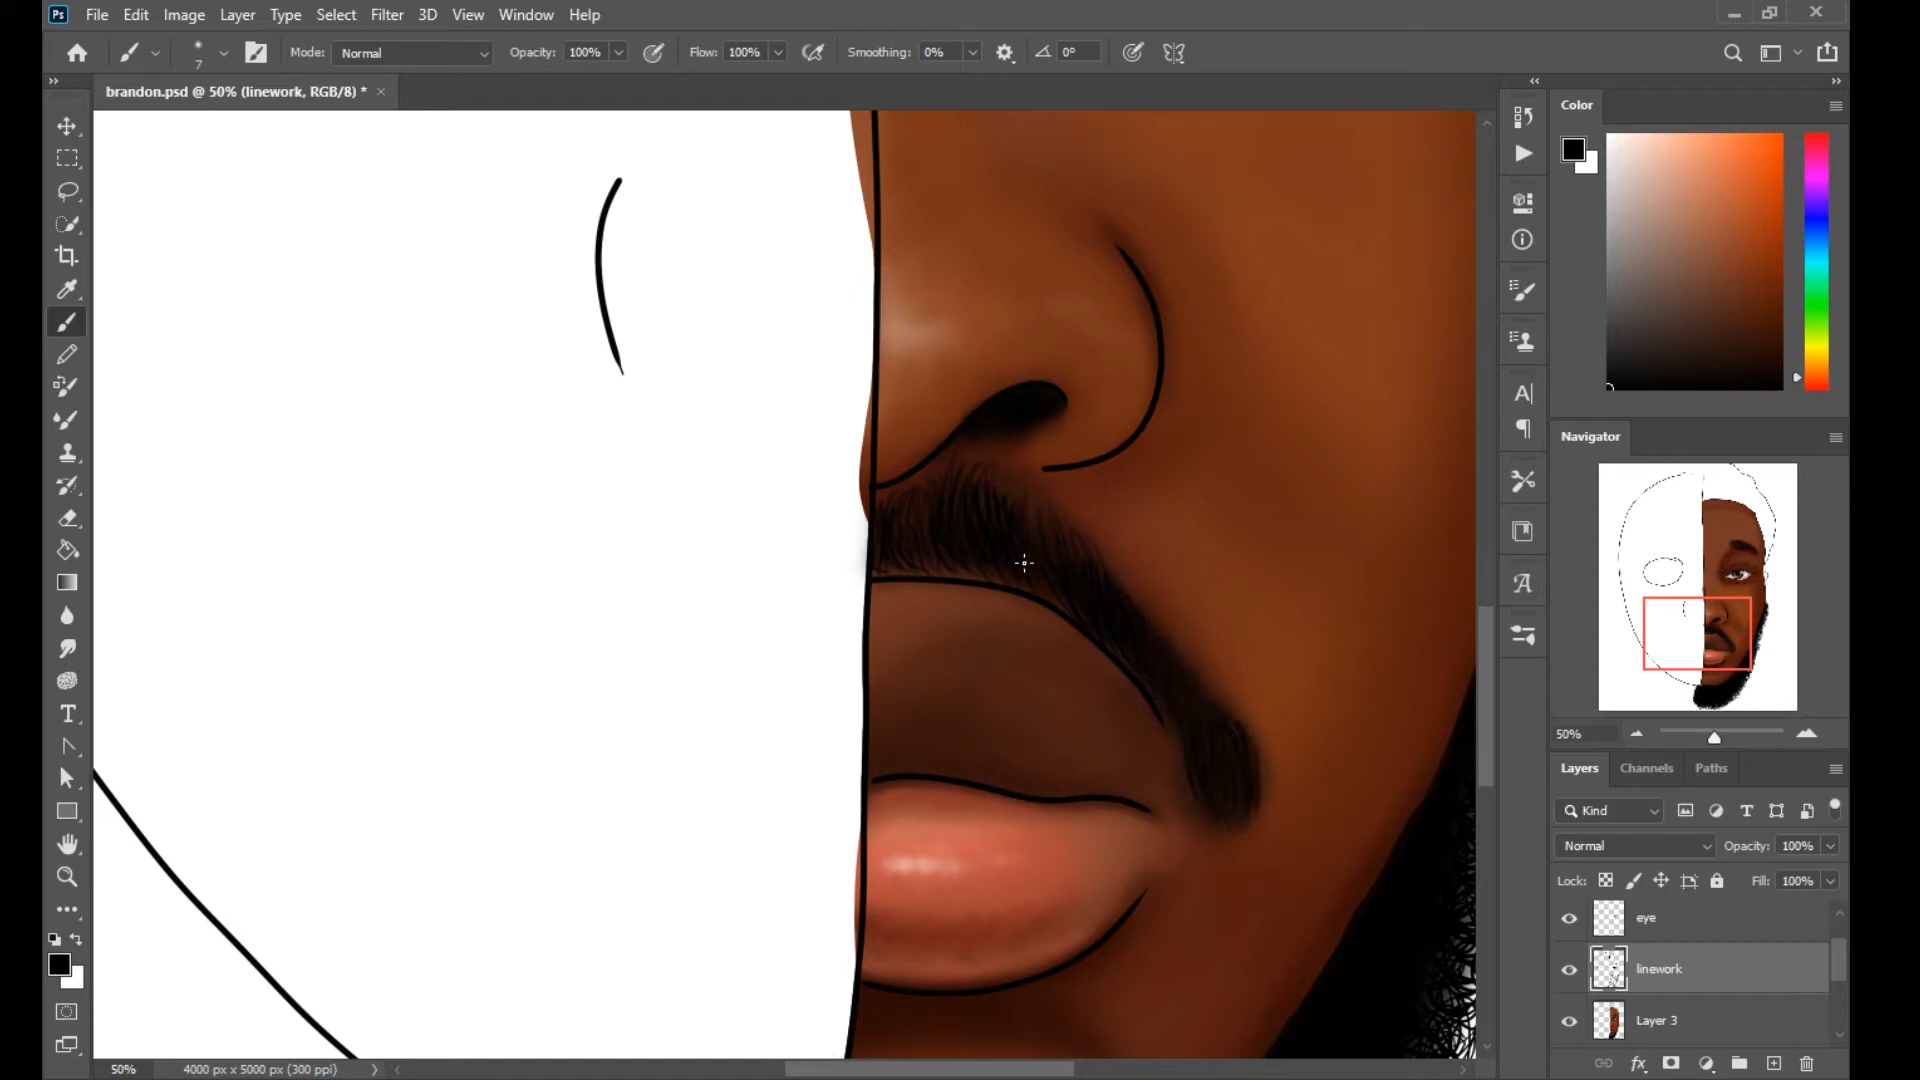 Ps File Edit Image Layer Type Select Filter 3D View Window Help
7 Mode: Normal Opacity: 100% Flow: 100% Smoothing: 0% 0°
brandon.psd @ 50% (linework, RGB/8) * ×
Color
Navigator
50%
Layers Channels Paths
Kind
Normal Opacity: 100%
Lock: Fill: 100%
eye
linework
Layer 3
50% 4000 px x 5000 px (300 ppi)